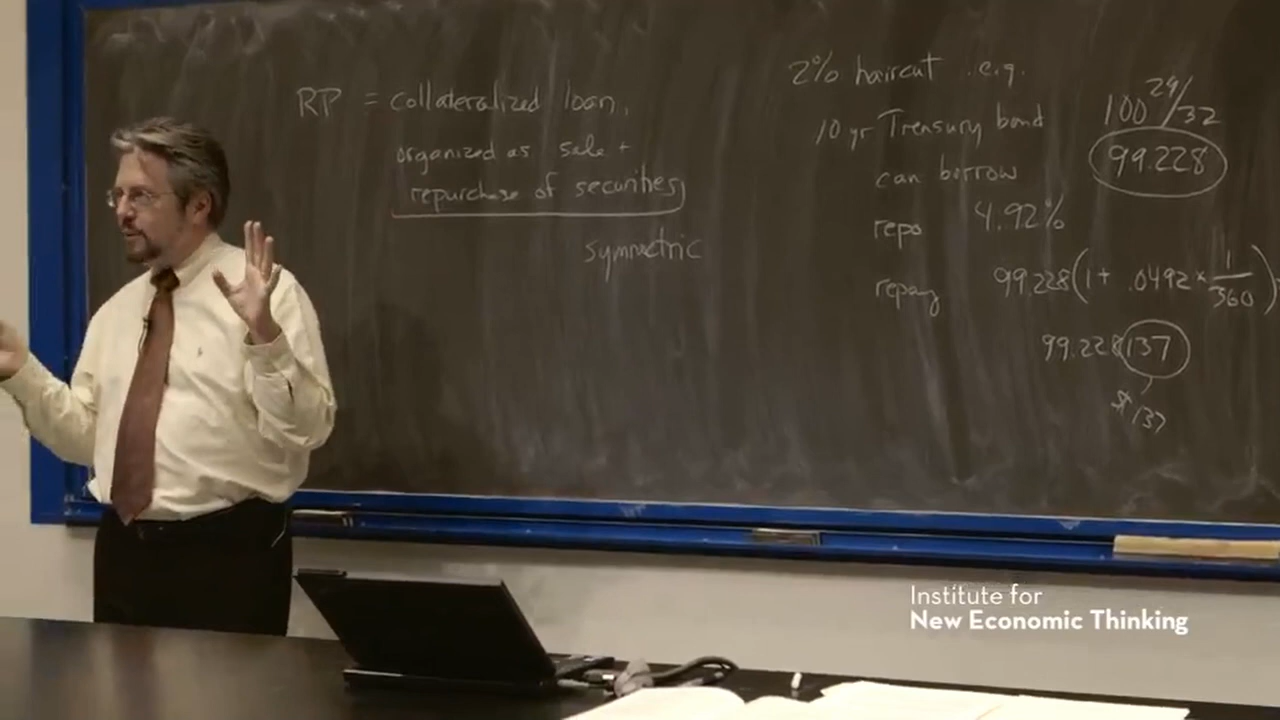 RP = collateralized loan,
organized as sale +
repurchase of securities
symmetric
2% haircut e.g.
10 yr Treasury bond 100 29/32
can borrow 99.228
repo 4.92%
repay 99.228(1+ .0492 × 1/360)
99.228137
$137
Institute for
New Economic Thinking